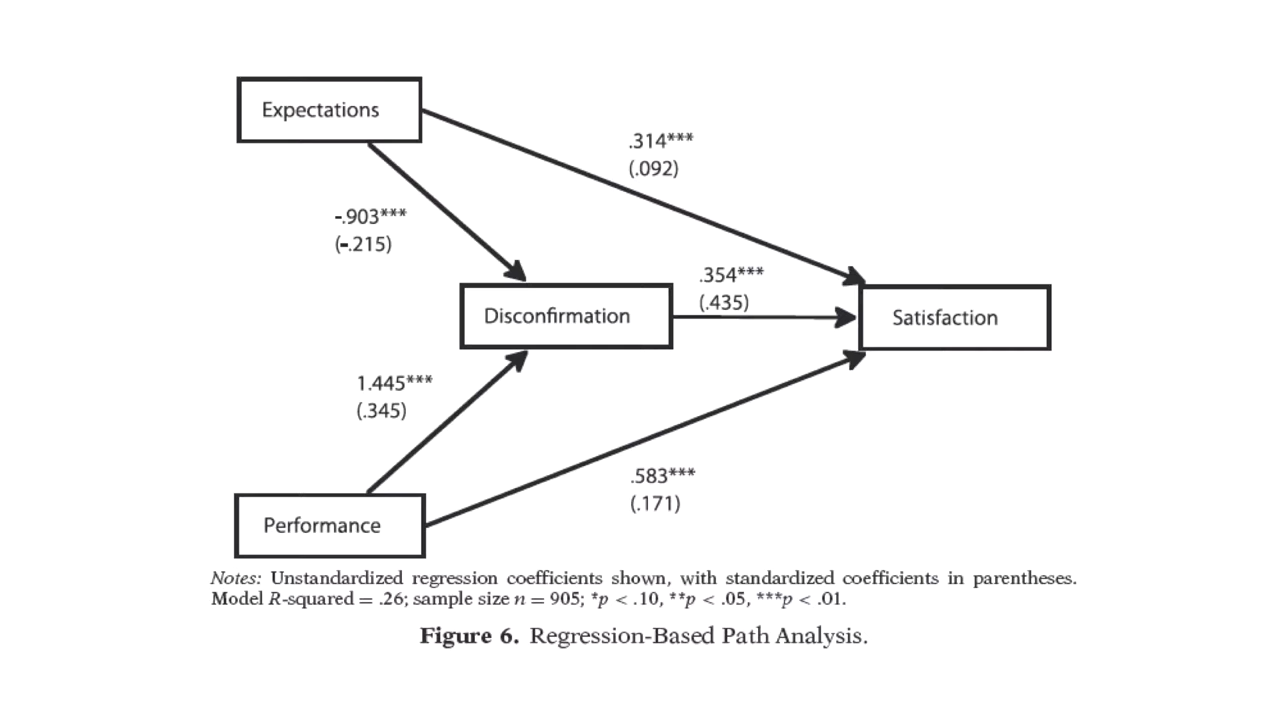 Expectations
.314***
(.092)
-.903***
(-.215)
.354***
(.435)
Disconfirmation
Satisfaction
1.445***
(.345)
.583***
(.171)
Performance
Notes: Unstandardized regression coefficients shown, with standardized coefficients in parentheses.
Model R-squared = .26; sample size n = 905; *p < .10, **p < .05, ***p < .01.
Figure 6. Regression-Based Path Analysis.